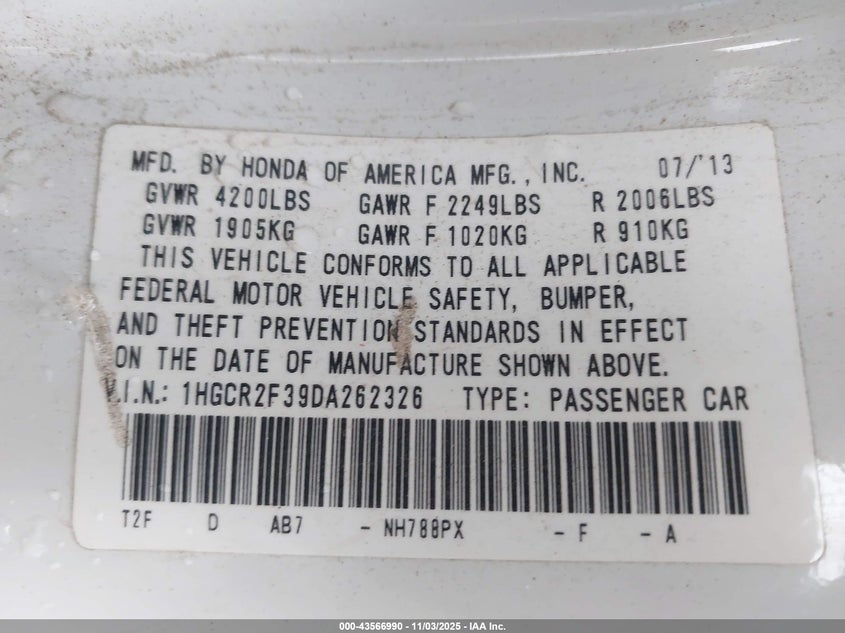 MFD. BY HONDA OF AMERICA MFG., INC. 07/'13
GVWR 4200LBS GAWR F 2249LBS R 2006LBS
GVWR 1905KG GAWR F 1020KG R 910KG
THIS VEHICLE CONFORMS TO ALL APPLICABLE
FEDERAL MOTOR VEHICLE SAFETY, BUMPER,
AND THEFT PREVENTION STANDARDS IN EFFECT
ON THE DATE OF MANUFACTURE SHOWN ABOVE.
V.I.N.: 1HGCR2F39DA262326 TYPE: PASSENGER CAR
T2F D AB7 - NH788PX - F - A
000-43566990 - 11/03/2025 - IAA Inc.